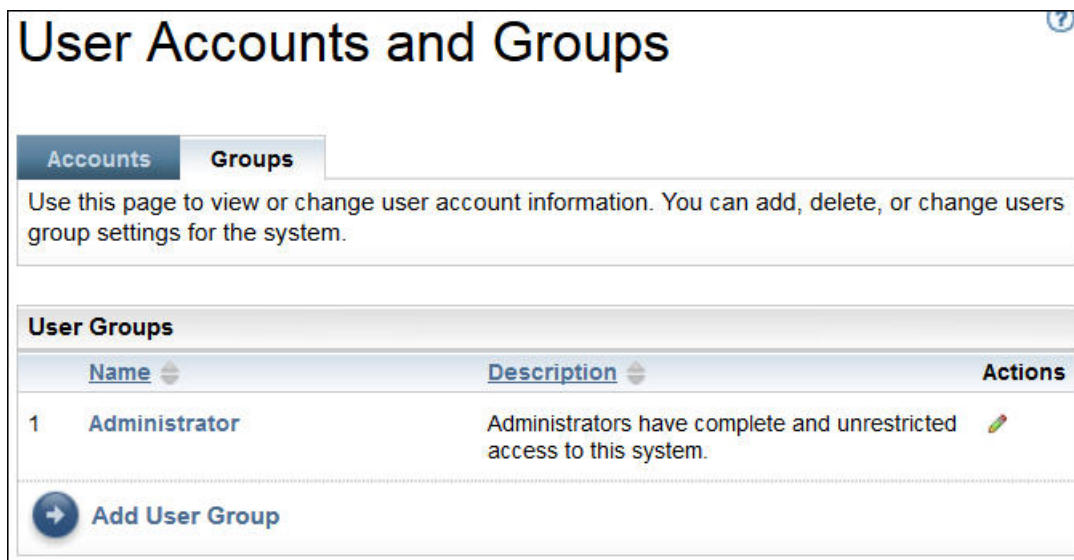 User Accounts and Groups
?
Accounts Groups
Use this page to view or change user account information. You can add, delete, or change users
group settings for the system.
User Groups
Name Description Actions
1 Administrator Administrators have complete and unrestricted
access to this system.
Add User Group